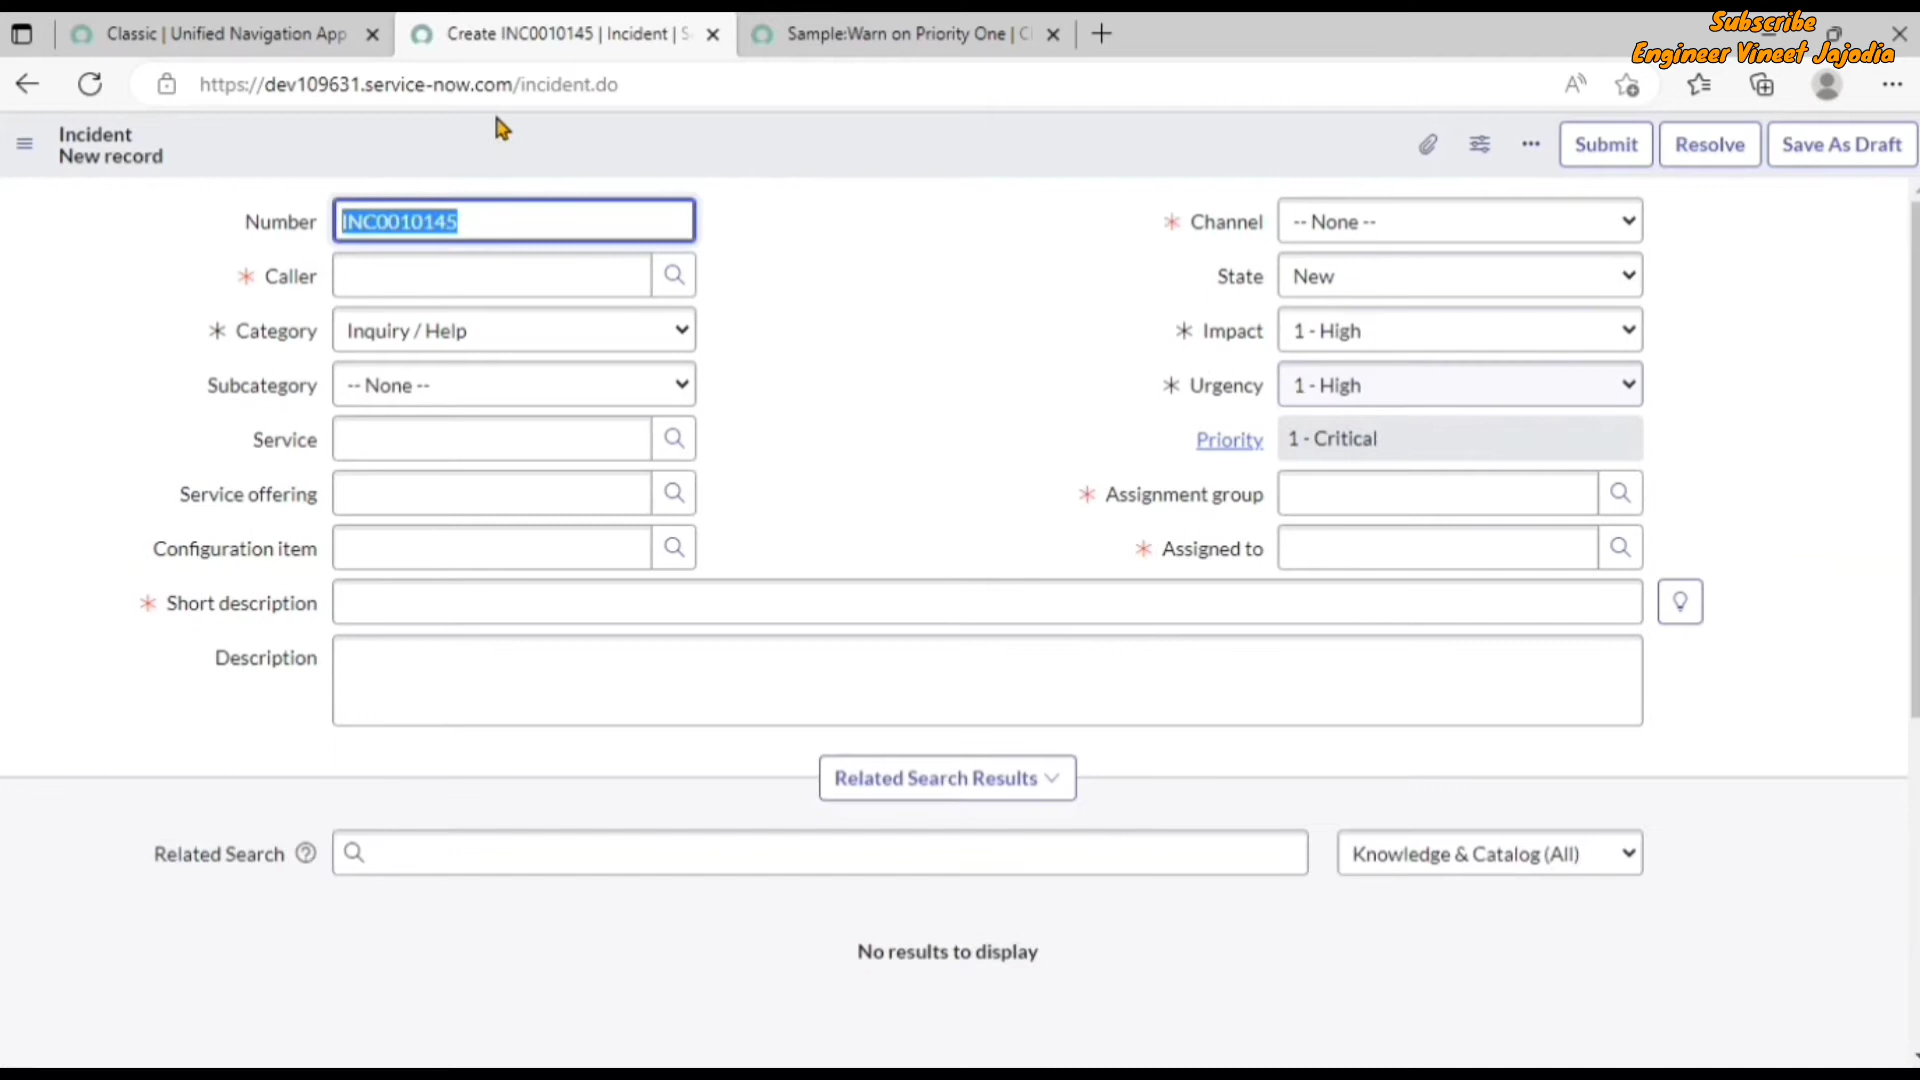 Classic | Unified Navigation App
Create INC0010145 | Incident | S
Sample:Warn on Priority One | Cl
Subscribe
Engineer Vineet Jajodia
https://dev109631.service-now.com/incident.do
Incident
New record
Submit
Resolve
Save As Draft
Number
INC0010145
* Channel
-- None --
* Caller
State
New
* Category
Inquiry / Help
* Impact
1 - High
Subcategory
-- None --
* Urgency
1 - High
Service
Priority
1 - Critical
Service offering
* Assignment group
Configuration item
* Assigned to
* Short description
Description
Related Search Results
Related Search
Knowledge & Catalog (All)
No results to display